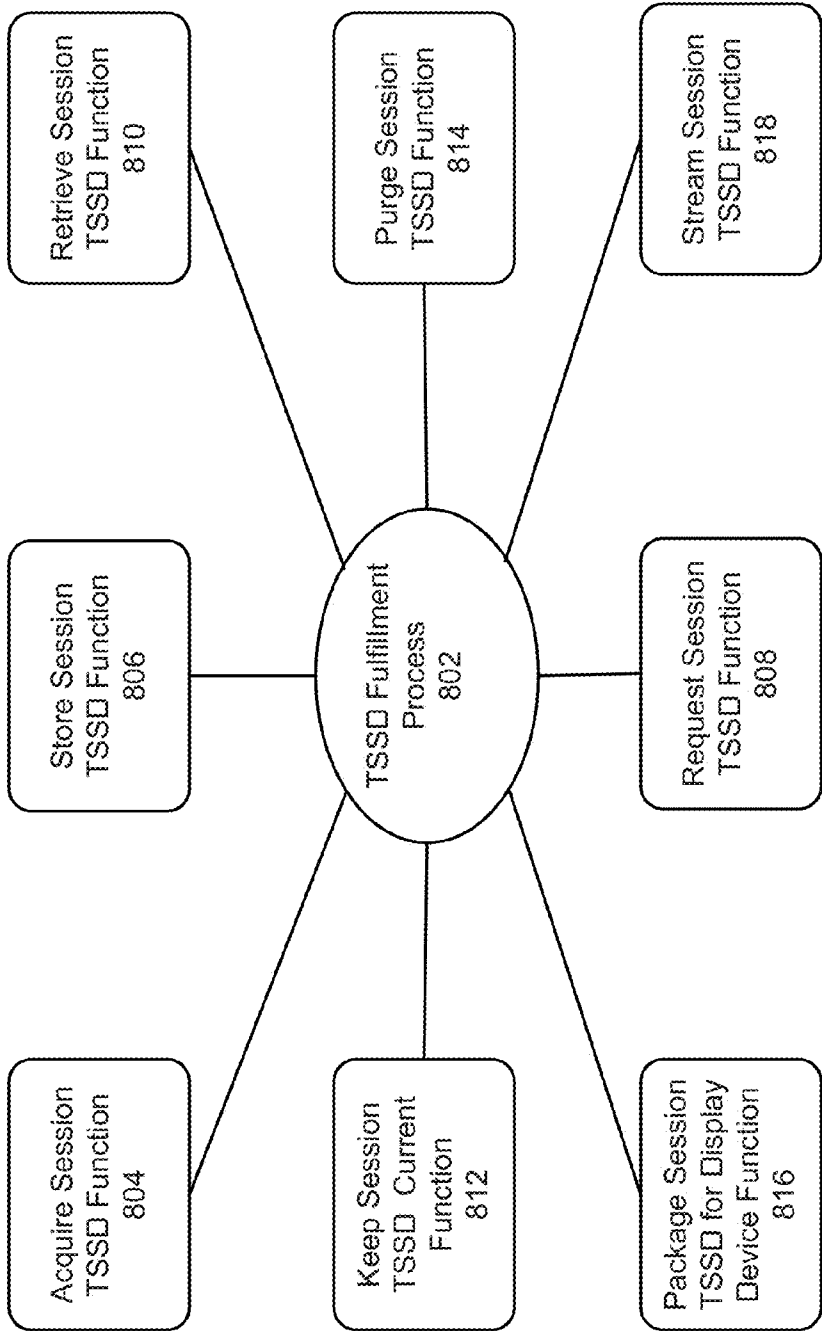 Acquire Session
TSSD Function
804
Store Session
TSSD Function
806
Retrieve Session
TSSD Function
810
Keep Session
TSSD Current
Function
812
TSSD Fulfillment
Process
802
Purge Session
TSSD Function
814
Package Session
TSSD for Display
Device Function
816
Request Session
TSSD Function
808
Stream Session
TSSD Function
818